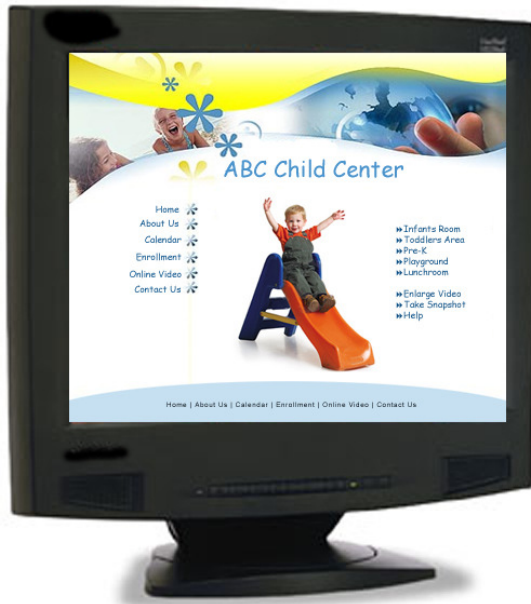 ABC Child Center
Home
About Us
Calendar
Enrollment
Online Video
Contact Us
Infants Room
Toddlers Area
Pre-K
Playground
Lunchroom
Enlarge Video
Take Snapshot
Help
Home | About Us | Calendar | Enrollment | Online Video | Contact Us